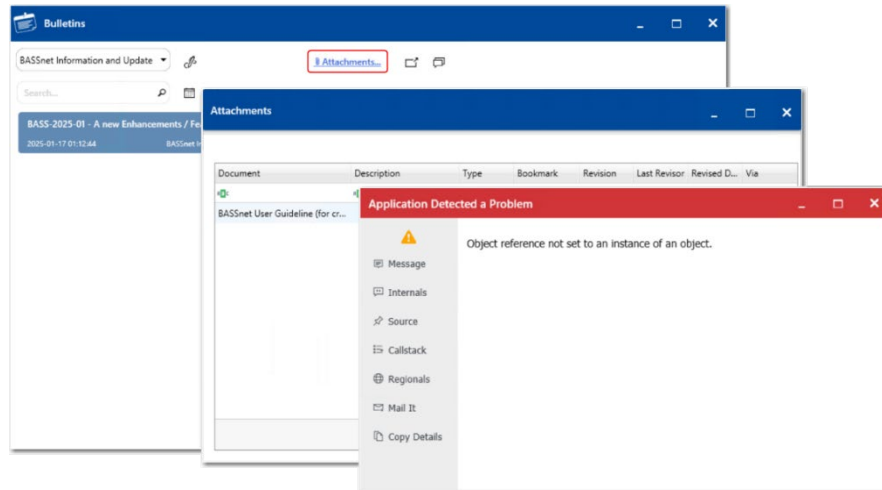 Bulletins
BASSnet Information and Update
Attachments...
Search...
BASS-2025-01 - A new Enhancements / Fe
2025-01-17 01:12:44 BASSnet
Attachments
Document Description Type Bookmark Revision Last Revisor Revised D... Via
BASSnet User Guideline (for cr...
Application Detected a Problem
Object reference not set to an instance of an object.
Message
Internals
Source
Callstack
Regionals
Mail It
Copy Details